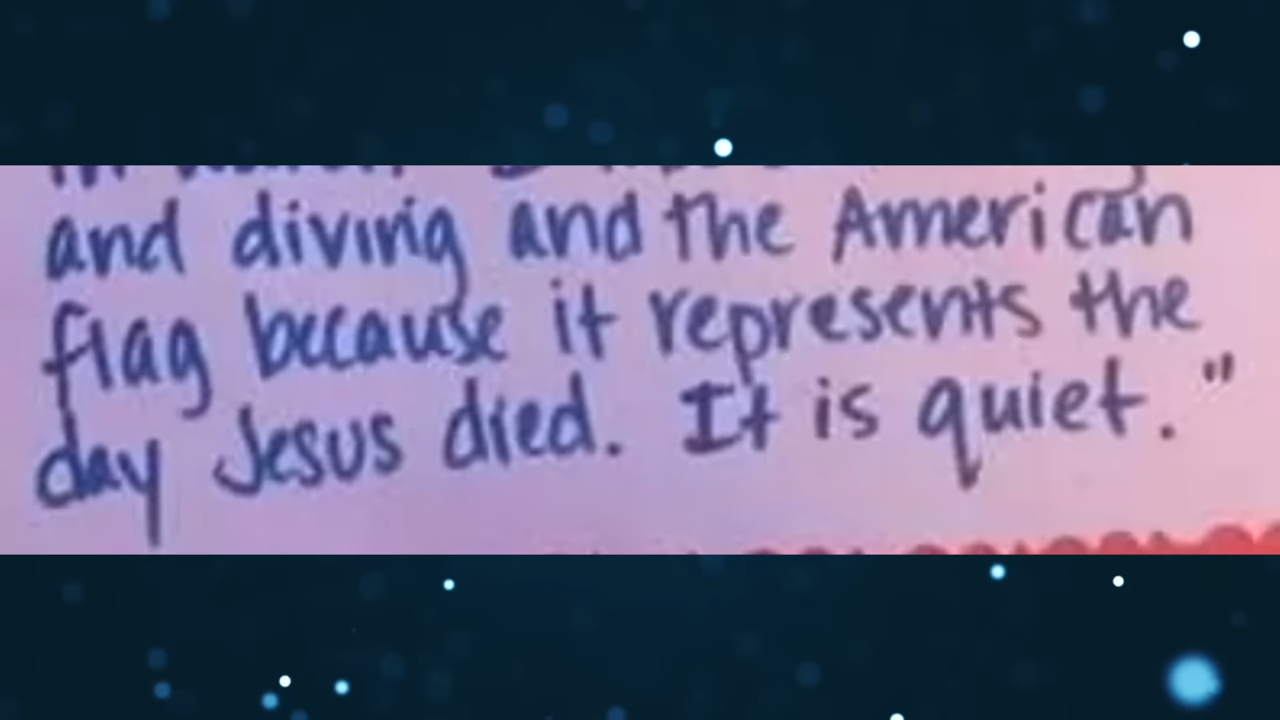 and diving and the American
flag because it represents the
day Jesus died. It is quiet."